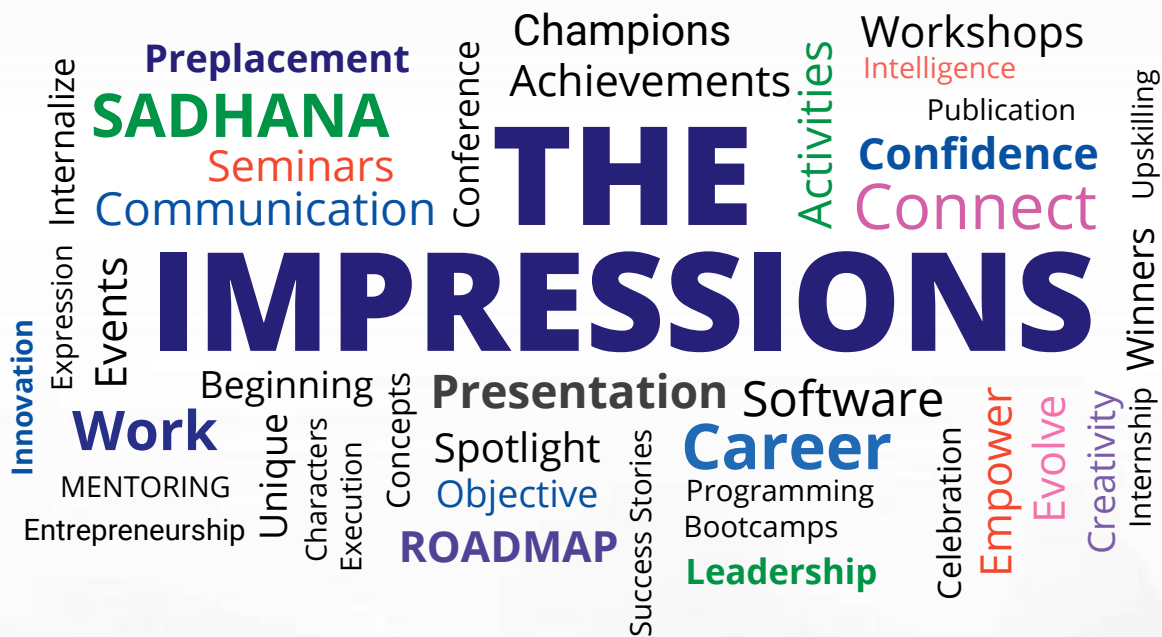 Internalize
Preplacement
SADHANA
Seminars
Communication
Conference
Champions
Achievements
THE
Activities
Workshops
Intelligence
Publication
Confidence
Connect
Upskilling
Innovation
Expression
Events
IMPRESSIONS
Winners
Beginning
Work
MENTORING
Entrepreneurship
Unique
Characters
Execution
Concepts
Presentation
Spotlight
Objective
ROADMAP
Success Stories
Software
Career
Programming
Bootcamps
Leadership
Celebration
Empower
Evolve
Creativity
Internship